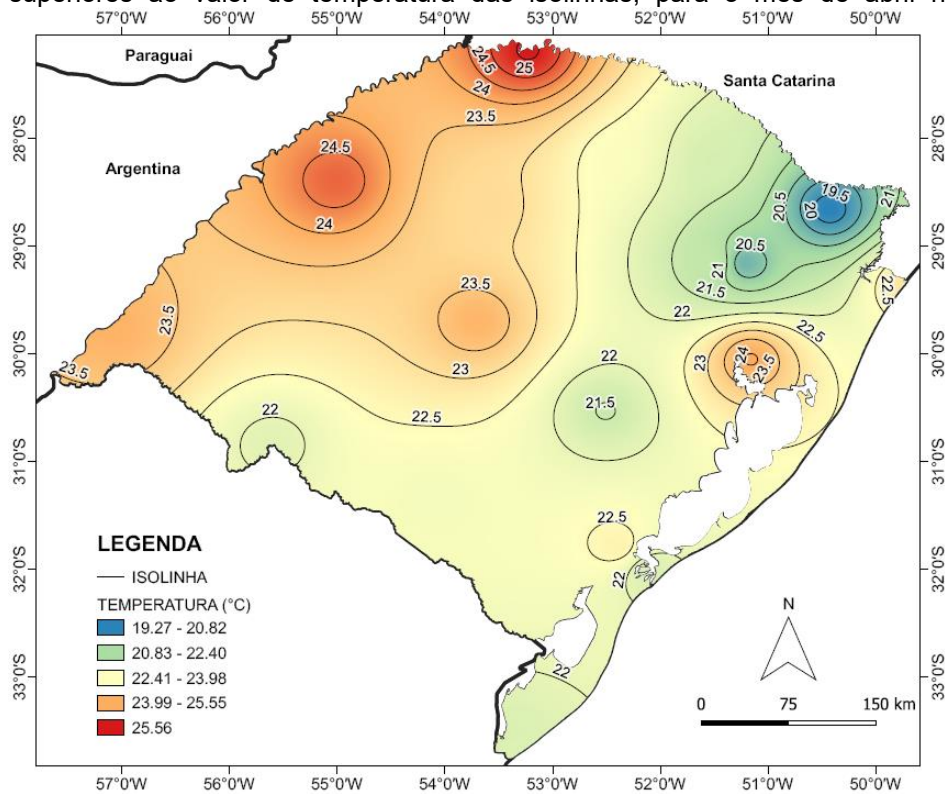 superiores ao valor de temperatura das isolinhas, para o mês de abril n
57°0'W 56°0'W 55°0'W 54°0'W 53°0'W 52°0'W 51°0'W 50°0'W
Paraguai
Santa Catarina
Argentina
24.5
25
24
23.5
28°0'S
28°0'S
24.5
24
19.5
20
20.5
21
29°0'S
29°0'S
20.5
21
21.5
22
23.5
23.5
22.5
23
22.5
30°0'S
30°0'S
23.5
22
23
24
23.5
21.5
22.5
22
31°0'S
31°0'S
22.5
LEGENDA
ISOLINHA
TEMPERATURA (°C)
19.27 - 20.82
20.83 - 22.40
22.41 - 23.98
23.99 - 25.55
25.56
32°0'S
32°0'S
22
N
22
33°0'S
33°0'S
0 75 150 km
57°0'W 56°0'W 55°0'W 54°0'W 53°0'W 52°0'W 51°0'W 50°0'W